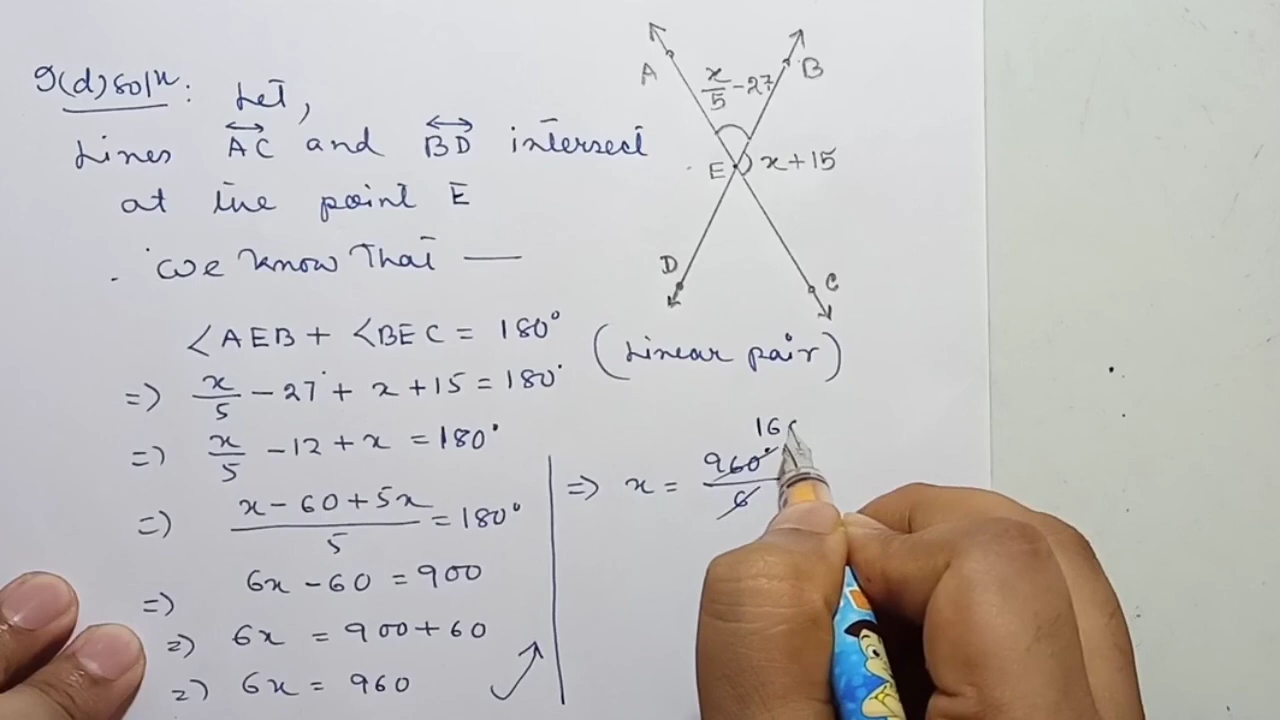 9(d) solⁿ: Let,
Lines AC and BD intersect
at the point E
We know that —
∠AEB + ∠BEC = 180° (Linear pair)
=> x/5 - 27 + x + 15 = 180°
=> x/5 - 12 + x = 180°
=> (x - 60 + 5x)/5 = 180°
=> 6x - 60 = 900
=> 6x = 900 + 60
=> 6x = 960
=> x = 960°/6
16
A
B
x/5 - 27
E
x + 15
D
C